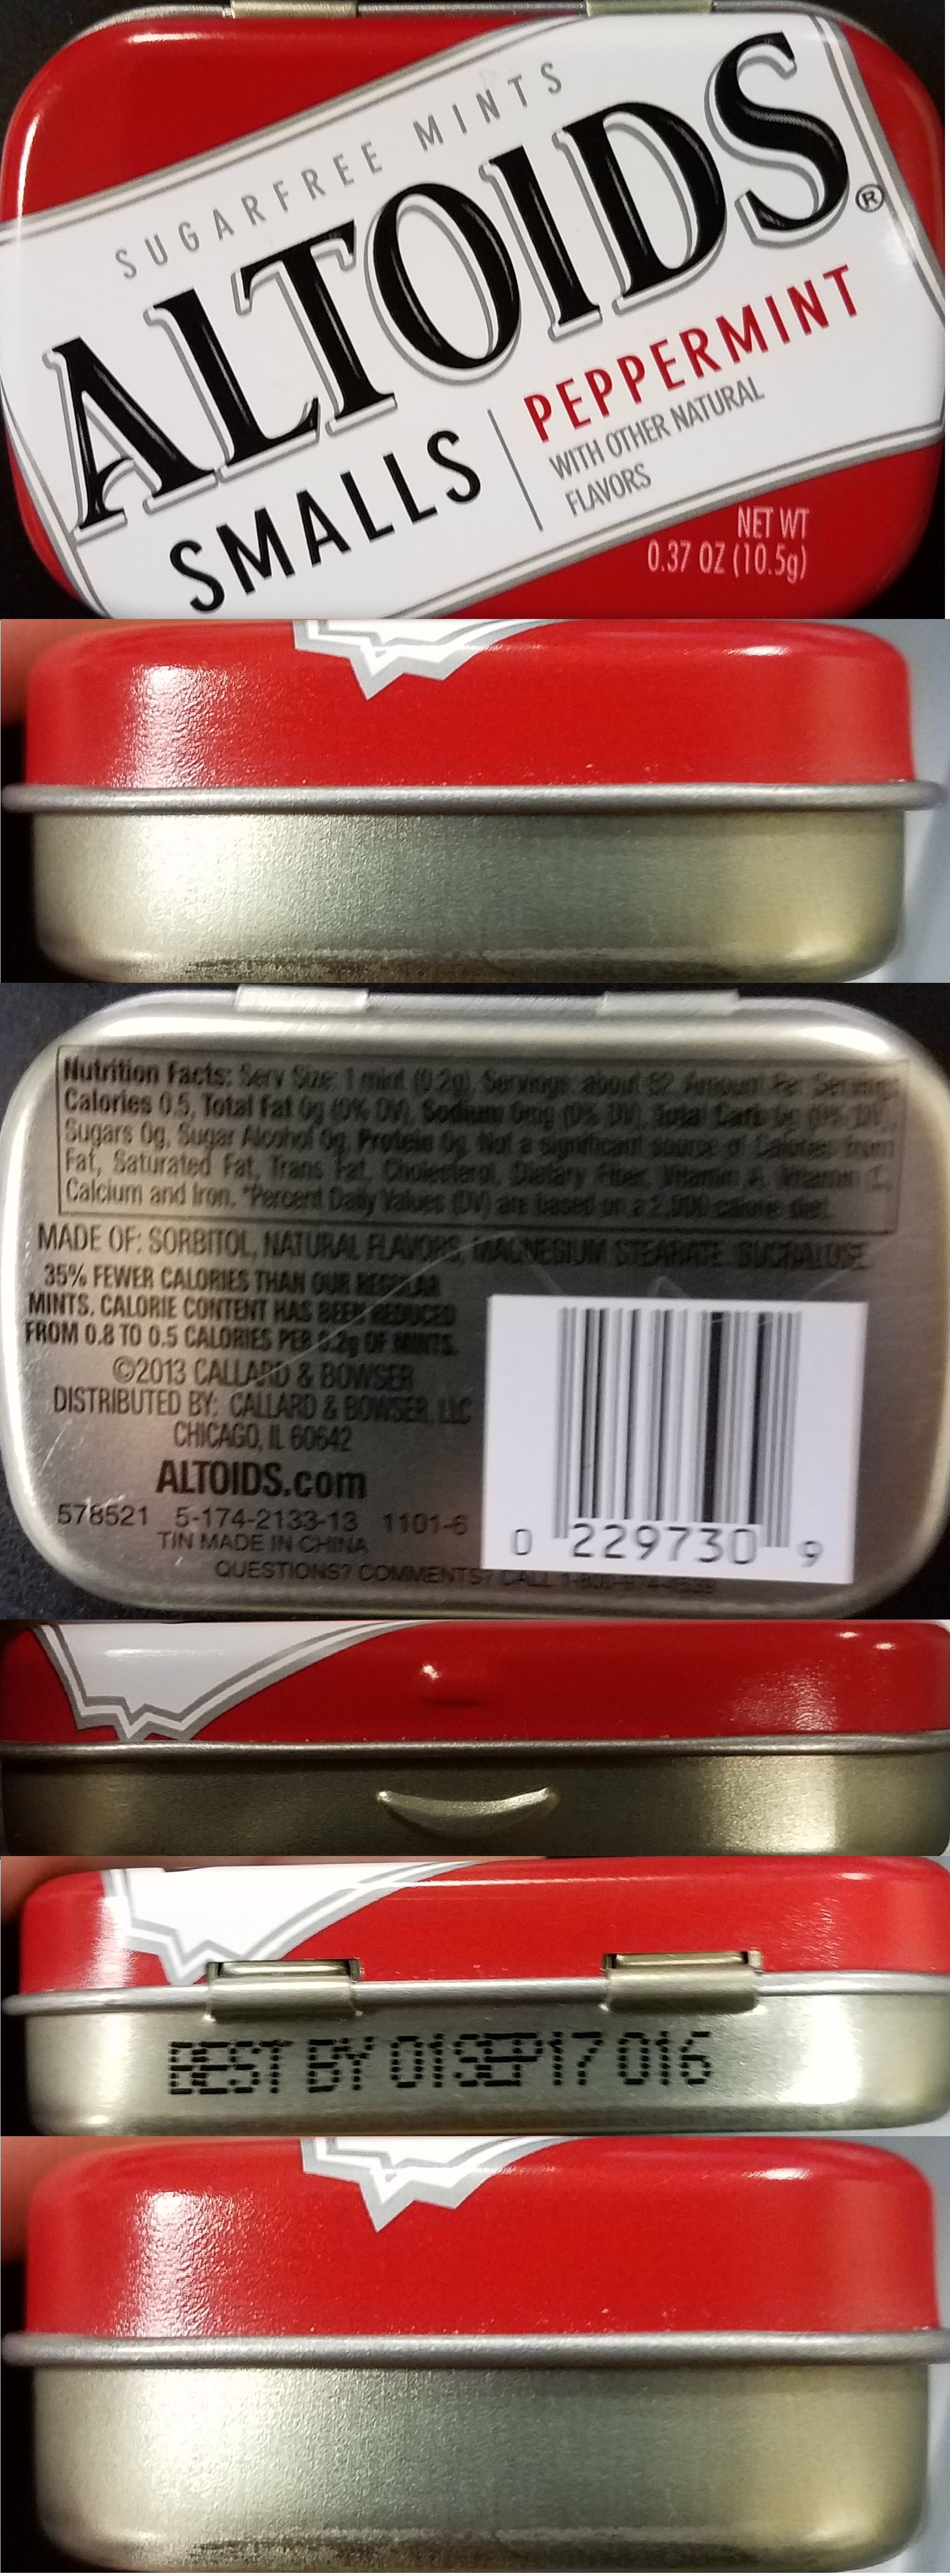 SUGARFREE MINTS
ALTOIDS®
SMALLS
PEPPERMINT
WITH OTHER NATURAL
FLAVORS
NET WT
0.37 OZ (10.5g)
Nutrition Facts: Serv Size: 1 mint (0.2g), Servings: about 52, Amount Per Serving:
Calories 0.5, Total Fat 0g (0% DV), Sodium 0mg (0% DV), Total Carb 0g (0% DV),
Sugars 0g, Sugar Alcohol 0g, Protein 0g. Not a significant source of Calories from
Fat, Saturated Fat, Trans Fat, Cholesterol, Dietary Fiber, Vitamin A, Vitamin C,
Calcium and Iron. *Percent Daily Values (DV) are based on a 2,000 calorie diet.
MADE OF: SORBITOL, NATURAL FLAVORS, MAGNESIUM STEARATE, SUCRALOSE.
35% FEWER CALORIES THAN OUR REGULAR
MINTS. CALORIE CONTENT HAS BEEN REDUCED
FROM 0.8 TO 0.5 CALORIES PER 0.2g OF MINTS.
©2013 CALLARD & BOWSER
DISTRIBUTED BY: CALLARD & BOWSER, LLC
CHICAGO, IL 60642
ALTOIDS.com
578521 5-174-2133-13 1101-6
TIN MADE IN CHINA
QUESTIONS? COMMENTS? CALL
0 229730 9
BEST BY 01SEP17 016